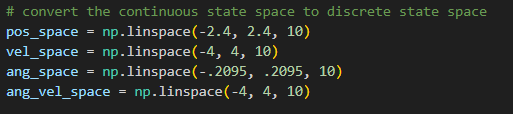 # convert the continuous state space to discrete state space
pos_space = np.linspace(-2.4, 2.4, 10)
vel_space = np.linspace(-4, 4, 10)
ang_space = np.linspace(-.2095, .2095, 10)
ang_vel_space = np.linspace(-4, 4, 10)